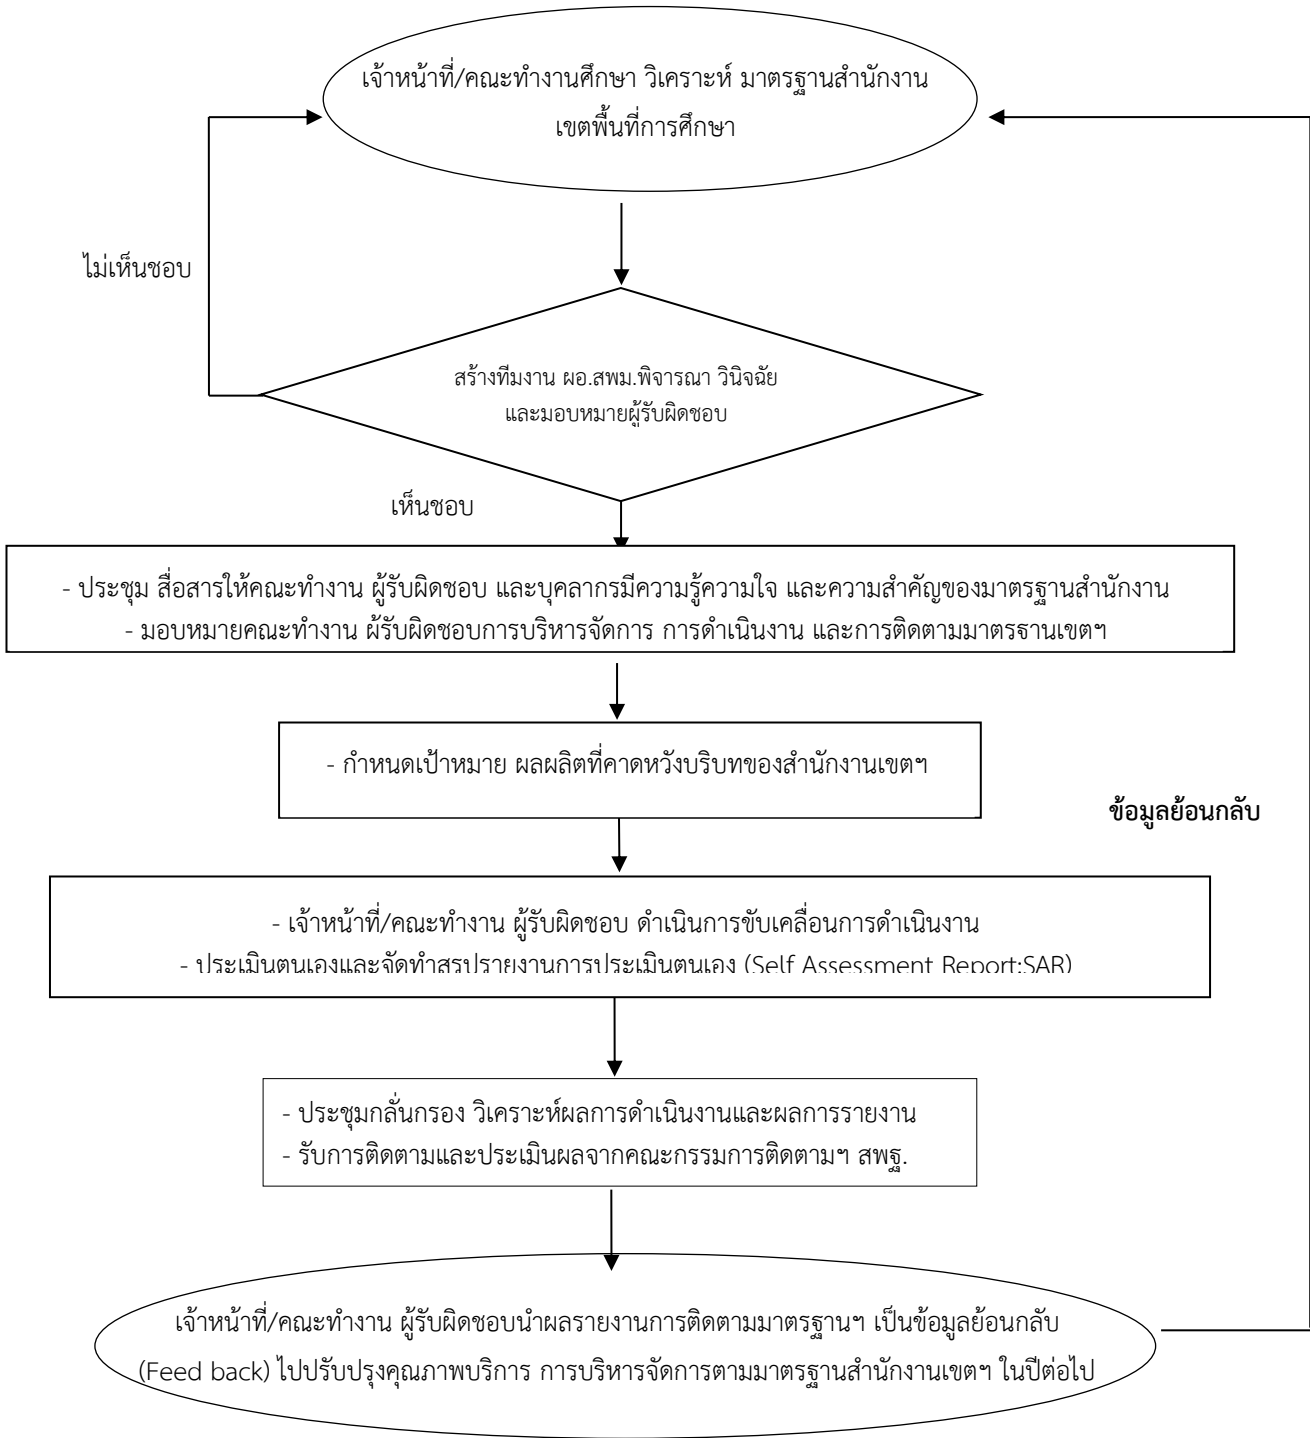 เจ้าหน้าที่/คณะทำงานศึกษา วิเคราะห์ มาตรฐานสำนักงาน
เขตพื้นที่การศึกษา
ไม่เห็นชอบ
สร้างทีมงาน ผอ.สพม.พิจารณา วินิจฉัย
และมอบหมายผู้รับผิดชอบ
เห็นชอบ
- ประชุม สื่อสารให้คณะทำงาน ผู้รับผิดชอบ และบุคลากรมีความรู้ความใจ และความสำคัญของมาตรฐานสำนักงาน
- มอบหมายคณะทำงาน ผู้รับผิดชอบการบริหารจัดการ การดำเนินงาน และการติดตามมาตรฐานเขตฯ
- กำหนดเป้าหมาย ผลผลิตที่คาดหวังบริบทของสำนักงานเขตฯ
ข้อมูลย้อนกลับ
- เจ้าหน้าที่/คณะทำงาน ผู้รับผิดชอบ ดำเนินการขับเคลื่อนการดำเนินงาน
- ประเมินตนเองและจัดทำสรุปรายงานการประเมินตนเอง (Self Assessment Report:SAR)
- ประชุมกลั่นกรอง วิเคราะห์ผลการดำเนินงานและผลการรายงาน
- รับการติดตามและประเมินผลจากคณะกรรมการติดตามฯ สพฐ.
เจ้าหน้าที่/คณะทำงาน ผู้รับผิดชอบนำผลรายงานการติดตามมาตรฐานฯ เป็นข้อมูลย้อนกลับ
(Feed back) ไปปรับปรุงคุณภาพบริการ การบริหารจัดการตามมาตรฐานสำนักงานเขตฯ ในปีต่อไป